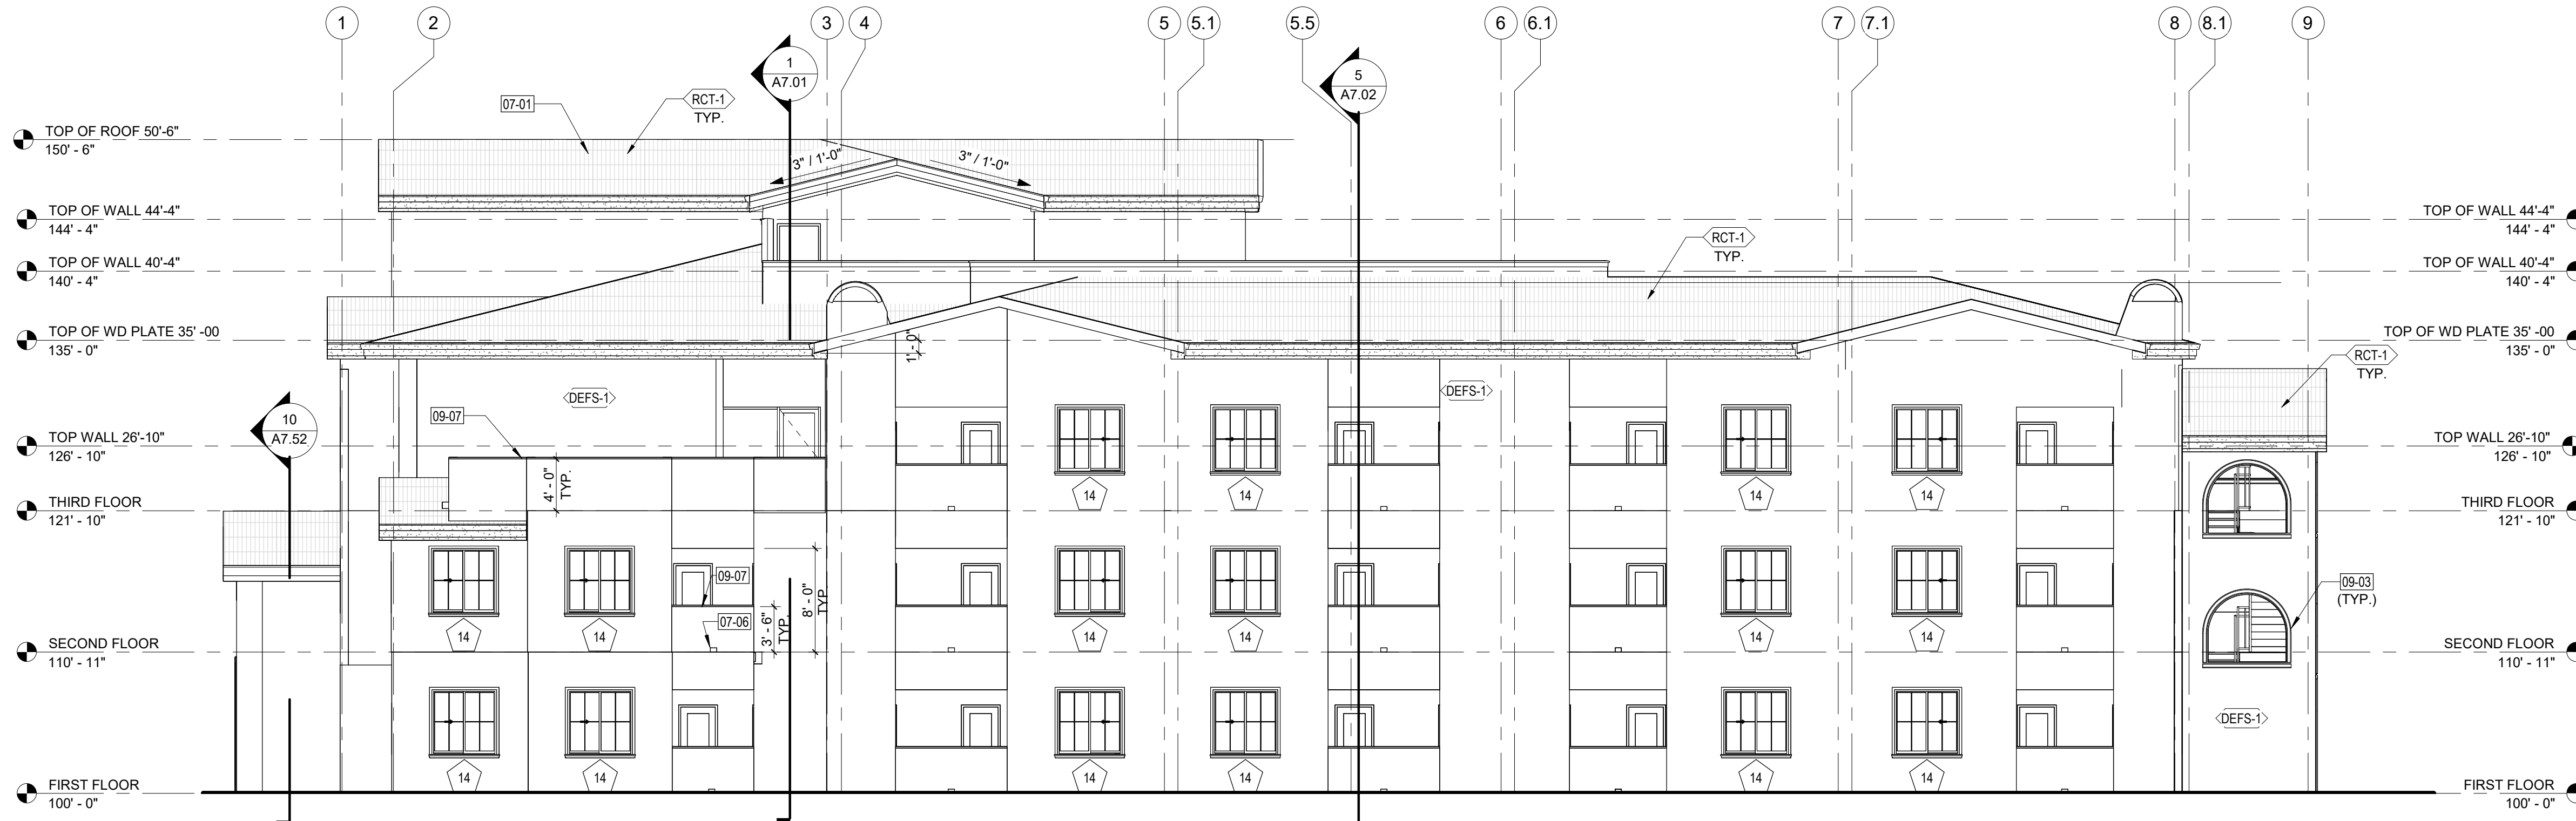 1
2
3
4
5
5.1
5.5
6
6.1
7
7.1
8
8.1
9
1
A7.01
5
A7.02
07-01
RCT-1
TYP.
TOP OF ROOF 50'-6"
150' - 6"
3" / 1'-0"
3" / 1'-0"
TOP OF WALL 44'-4"
144' - 4"
TOP OF WALL 44'-4"
144' - 4"
RCT-1
TYP.
TOP OF WALL 40'-4"
140' - 4"
TOP OF WALL 40'-4"
140' - 4"
TOP OF WD PLATE 35' -00
135' - 0"
1' - 0"
TOP OF WD PLATE 35' -00
135' - 0"
RCT-1
TYP.
DEFS-1
DEFS-1
10
A7.52
09-07
TOP WALL 26'-10"
126' - 10"
TOP WALL 26'-10"
126' - 10"
4' - 0"
TYP.
14
14
14
14
THIRD FLOOR
121' - 10"
THIRD FLOOR
121' - 10"
09-07
8' - 0"
TYP.
09-03
(TYP.)
07-06
3' - 6"
TYP.
14
14
14
14
14
14
SECOND FLOOR
110' - 11"
SECOND FLOOR
110' - 11"
DEFS-1
14
14
14
14
14
14
FIRST FLOOR
100' - 0"
FIRST FLOOR
100' - 0"